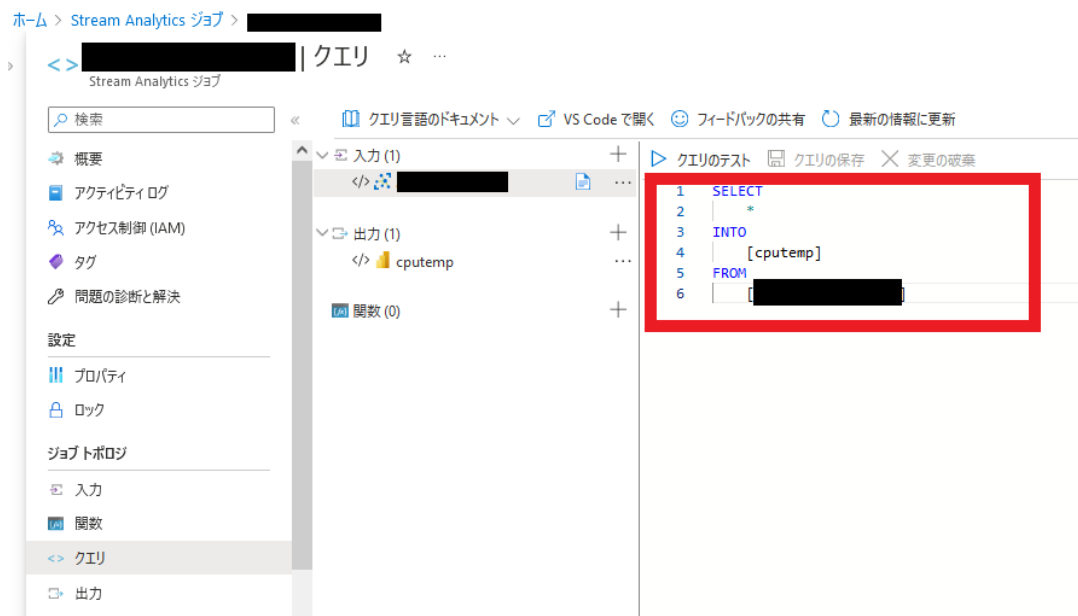 ホーム > Stream Analytics ジョブ >
<> | クエリ ☆ …
Stream Analytics ジョブ
検索
«
クエリ言語のドキュメント
VS Code で開く
フィードバックの共有
最新の情報に更新
概要
アクティビティ ログ
アクセス制御 (IAM)
タグ
問題の診断と解決
設定
プロパティ
ロック
ジョブ トポロジ
入力
関数
クエリ
出力
入力 (1)
</>
出力 (1)
</> cputemp
関数 (0)
クエリのテスト
クエリの保存
変更の破棄
1 SELECT
2 *
3 INTO
4 [cputemp]
5 FROM
6 [ ]